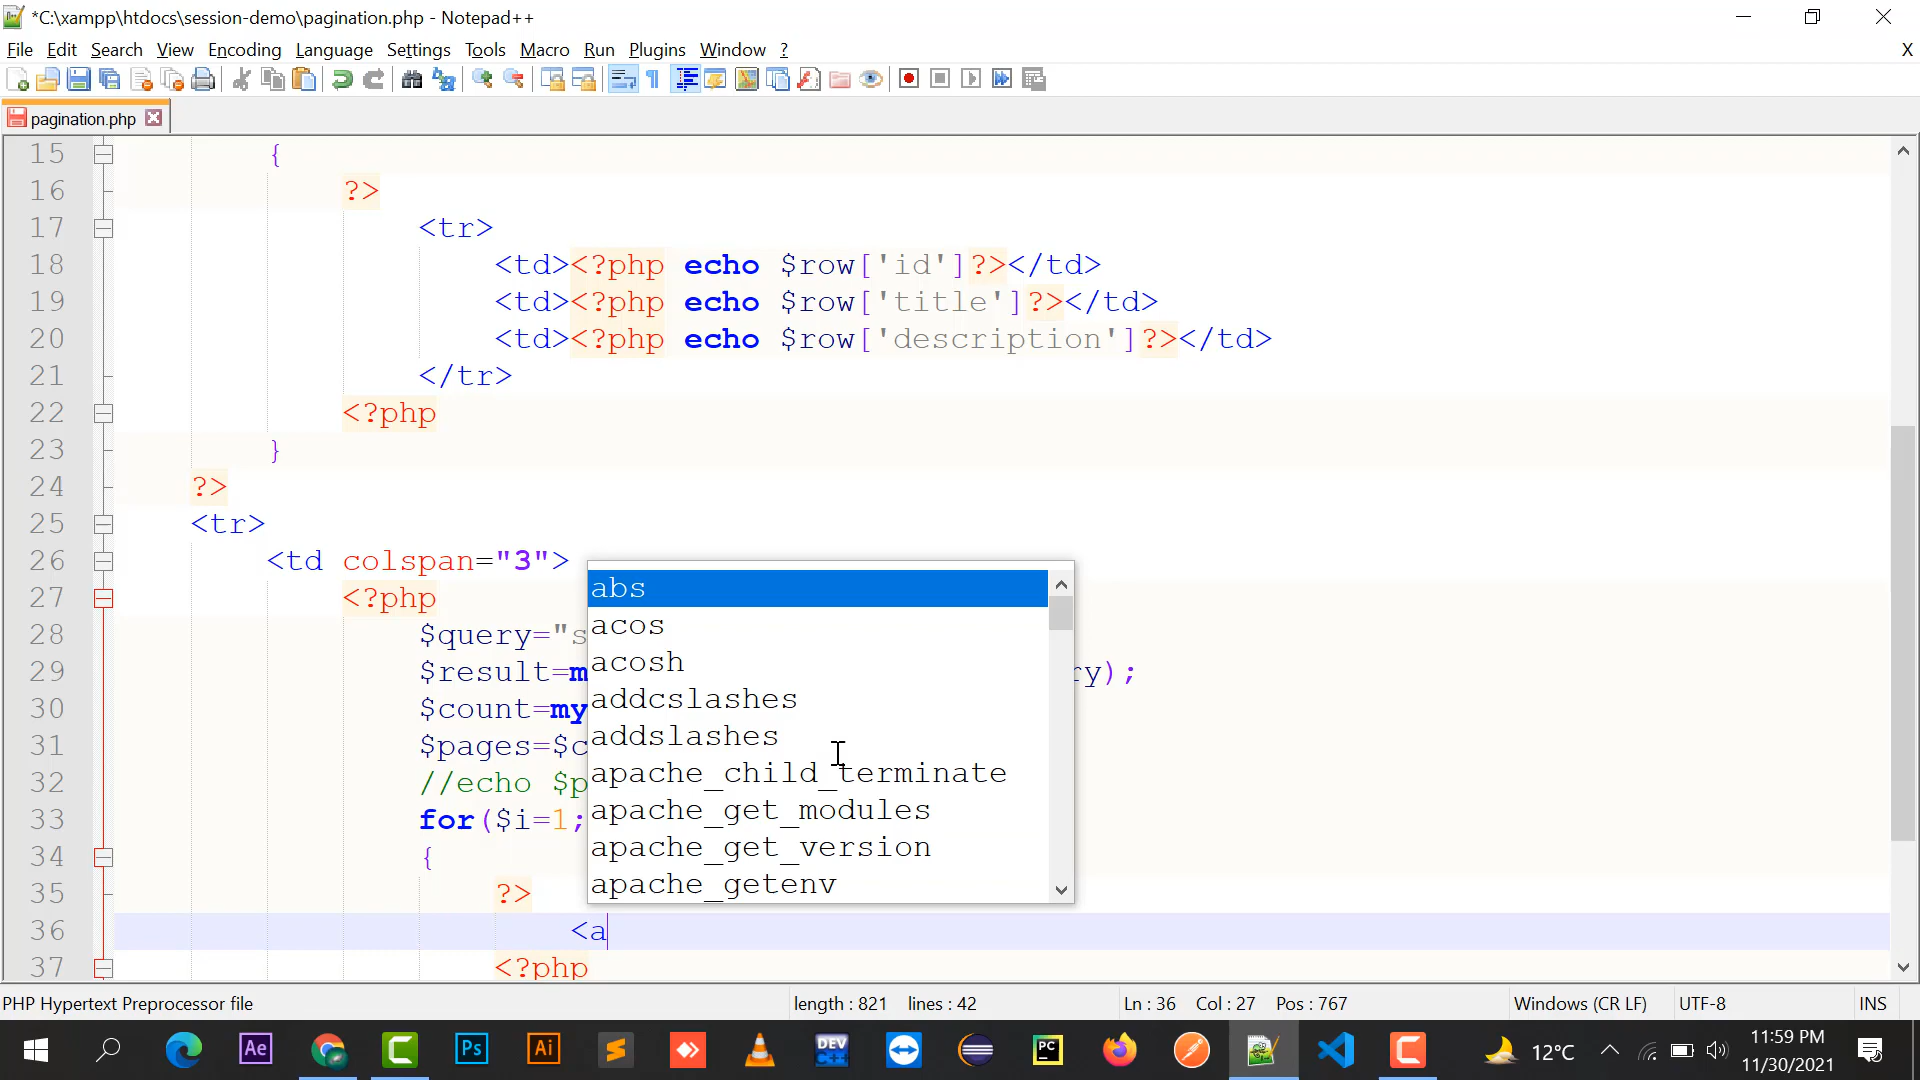 *C:\xampp\htdocs\session-demo\pagination.php - Notepad++
File Edit Search View Encoding Language Settings Tools Macro Run Plugins Window ? X
pagination.php
15 {
16 ?>
17 <tr>
18 <td><?php echo $row['id']?></td>
19 <td><?php echo $row['title']?></td>
20 <td><?php echo $row['description']?></td>
21 </tr>
22 <?php
23 }
24 ?>
25 <tr>
26 <td colspan="3">
27 <?php
28 $query="s
29 $result=m ry);
30 $count=my
31 $pages=$c
32 //echo $p
33 for($i=1;
34 {
35 ?>
36 <a
37 <?php
abs
acos
acosh
addcslashes
addslashes
apache_child_terminate
apache_get_modules
apache_get_version
apache_getenv
PHP Hypertext Preprocessor file length : 821 lines : 42 Ln : 36 Col : 27 Pos : 767 Windows (CR LF) UTF-8 INS
Ae Ps Ai DEV C++ PC 12°C 11:59 PM
11/30/2021